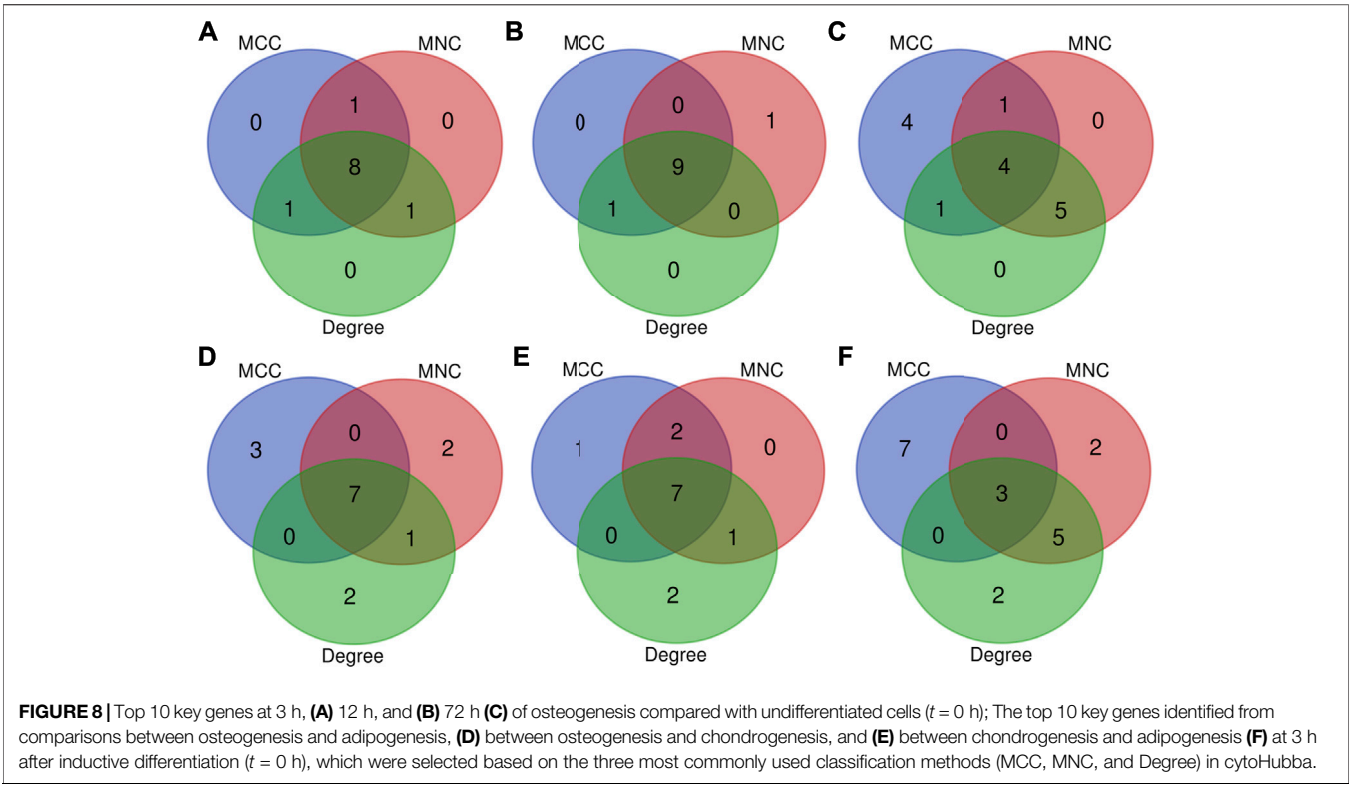 A
MCC
MNC
0
1
0
8
1
1
0
Degree
B
MCC
MNC
0
0
1
9
1
0
0
Degree
C
MCC
MNC
4
1
0
4
1
5
0
Degree
D
MCC
MNC
3
0
2
7
0
1
2
Degree
E
MCC
MNC
1
2
0
7
0
1
2
Degree
F
MCC
MNC
7
0
2
3
0
5
2
Degree
FIGURE 8 | Top 10 key genes at 3 h, (A) 12 h, and (B) 72 h (C) of osteogenesis compared with undifferentiated cells (t = 0 h); The top 10 key genes identified from
comparisons between osteogenesis and adipogenesis, (D) between osteogenesis and chondrogenesis, and (E) between chondrogenesis and adipogenesis (F) at 3 h
after inductive differentiation (t = 0 h), which were selected based on the three most commonly used classification methods (MCC, MNC, and Degree) in cytoHubba.